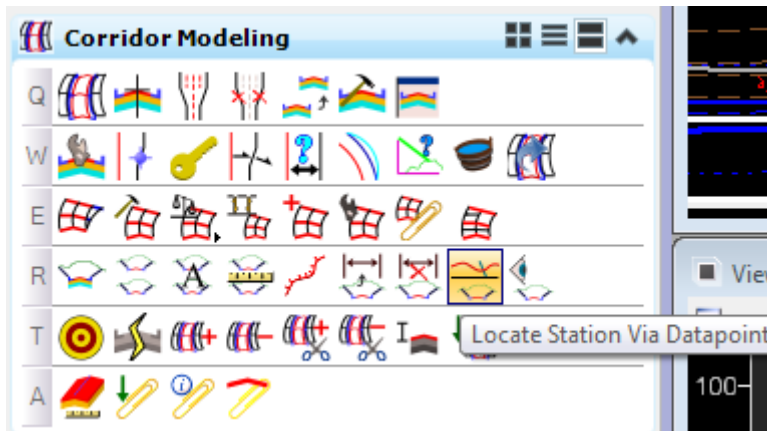 Corridor Modeling
Q
W
E
R
A
T
Locate Station Via Datapoint
A
View
100-